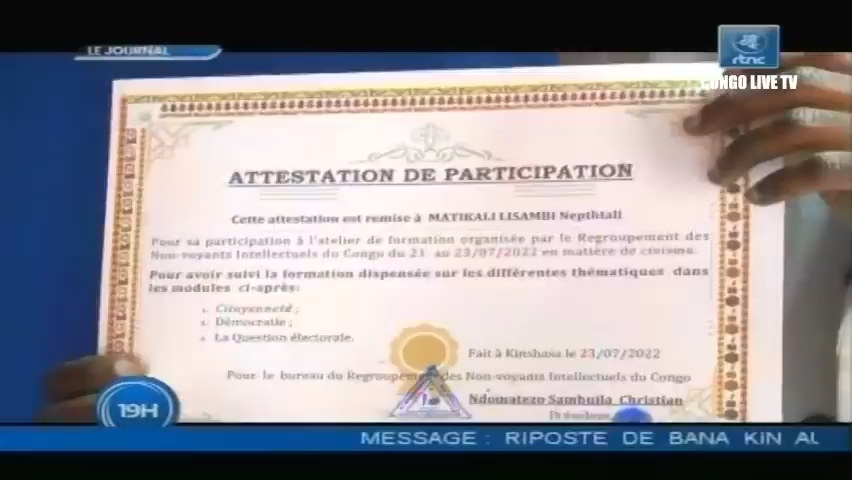 LE JOURNAL
rtnc
CONGO LIVE TV
ATTESTATION DE PARTICIPATION
Cette attestation est remise à MATIKALI LISAMBI Nephtali
Pour sa participation à l'atelier de formation organisée par le Regroupement des
Non-voyants Intellectuels du Congo du 21 au 23/07/2022 en matière de civisme.
Pour avoir suivi la formation dispensée sur les différentes thématiques dans
les modules ci-après:
Citoyenneté ;
Démocratie ;
La Question électorale.
Fait à Kinshasa le 23/07/2022
Pour le bureau du Regroupement des Non-voyants Intellectuels du Congo
Ndomatezo Sambuila Christian
19H
MESSAGE : RIPOSTE DE BANA KIN AU